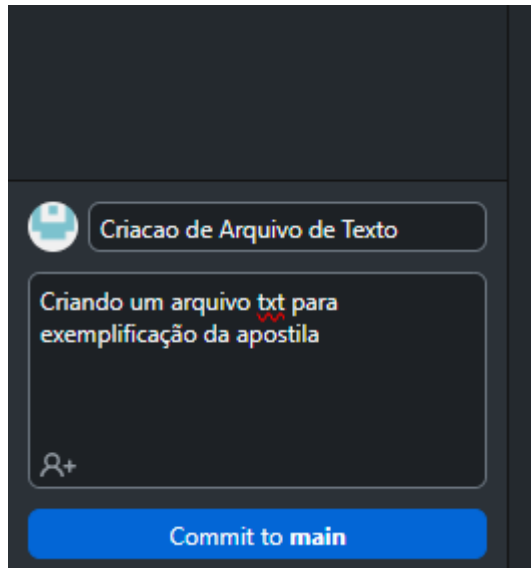 Criacao de Arquivo de Texto
Criando um arquivo txt para
exemplificação da apostila
Commit to main